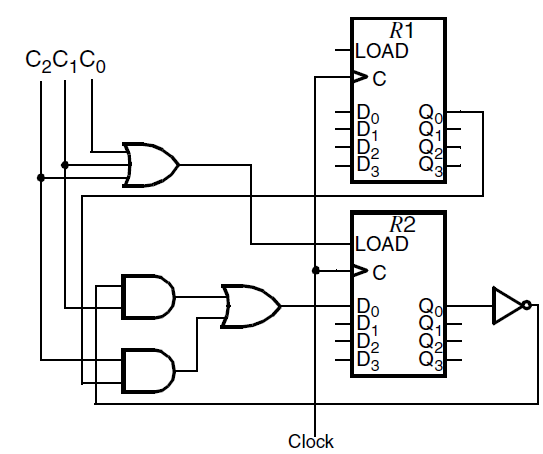 C₂C₁C₀
R1
LOAD
C
D₀ Q₀
D₁ Q₁
D₂ Q₂
D₃ Q₃
R2
LOAD
C
D₀ Q₀
D₁ Q₁
D₂ Q₂
D₃ Q₃
Clock